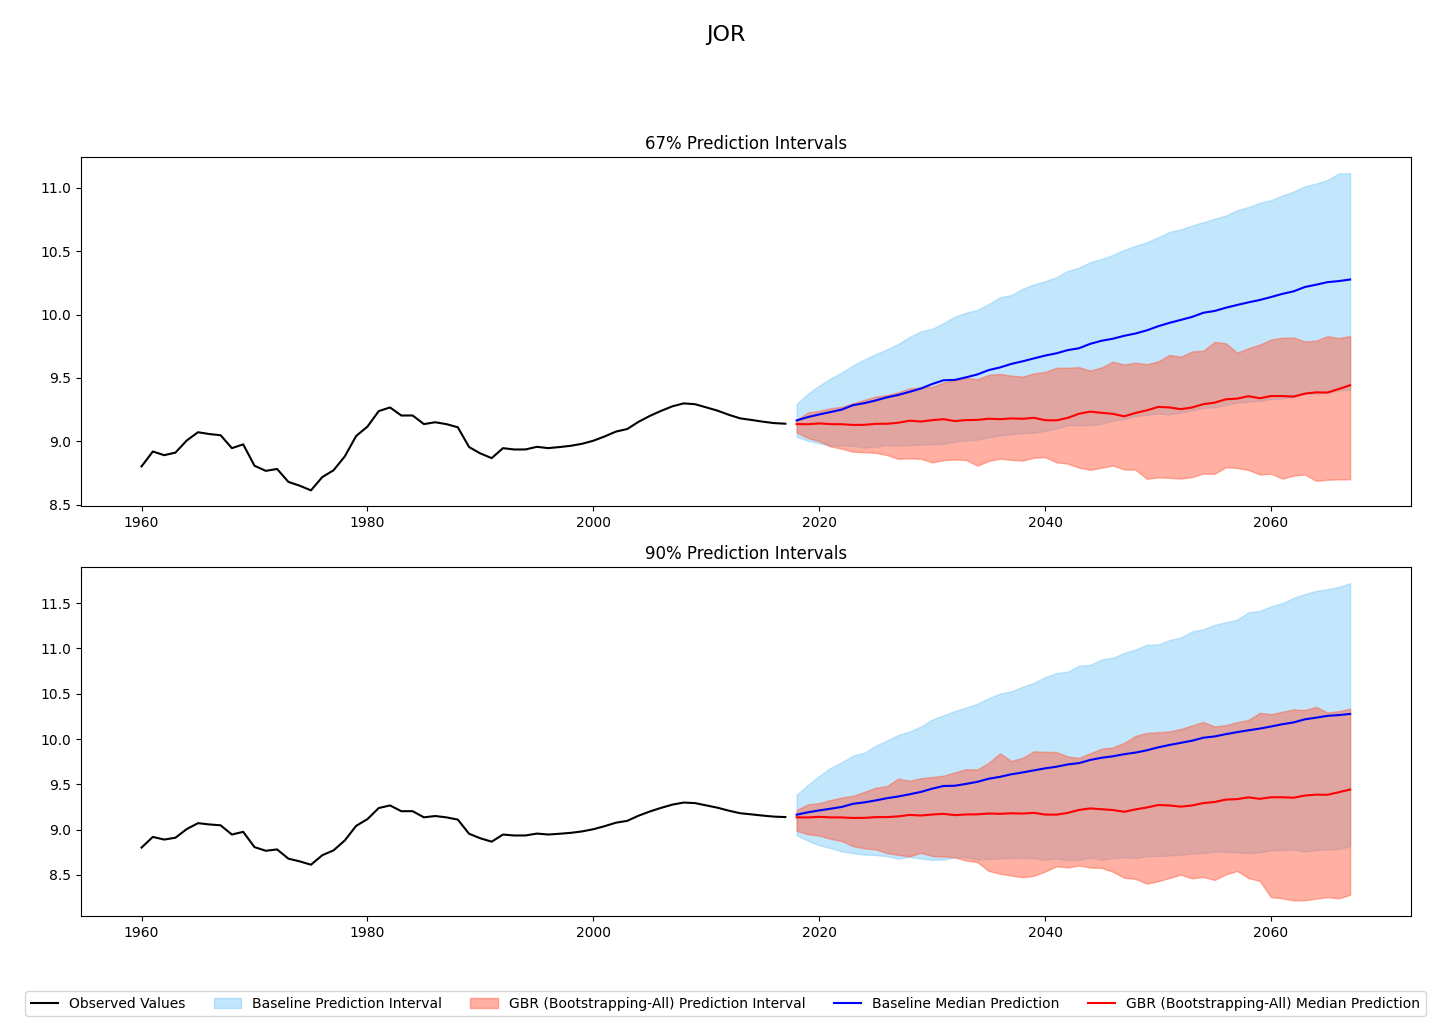 JOR
67% Prediction Intervals
11.0
10.5
10.0
9.5
9.0
8.5
1960 1980 2000 2020 2040 2060
90% Prediction Intervals
11.5
11.0
10.5
10.0
9.5
9.0
8.5
1960 1980 2000 2020 2040 2060
Observed Values Baseline Prediction Interval GBR (Bootstrapping-All) Prediction Interval Baseline Median Prediction GBR (Bootstrapping-All) Median Prediction